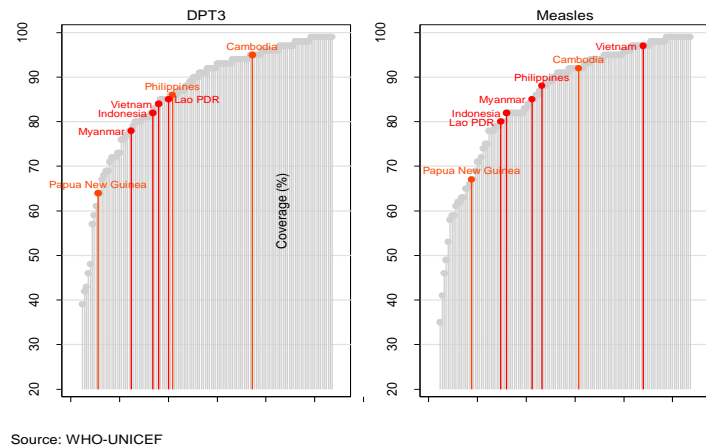 DPT3
100
90
80
70
60
50
40
30
20
Cambodia
Philippines
Lao PDR
Vietnam
Indonesia
Myanmar
Papua New Guinea
Coverage (%)
Measles
100
90
80
70
60
50
40
30
20
Vietnam
Cambodia
Philippines
Myanmar
Indonesia
Lao PDR
Papua New Guinea
Source: WHO-UNICEF